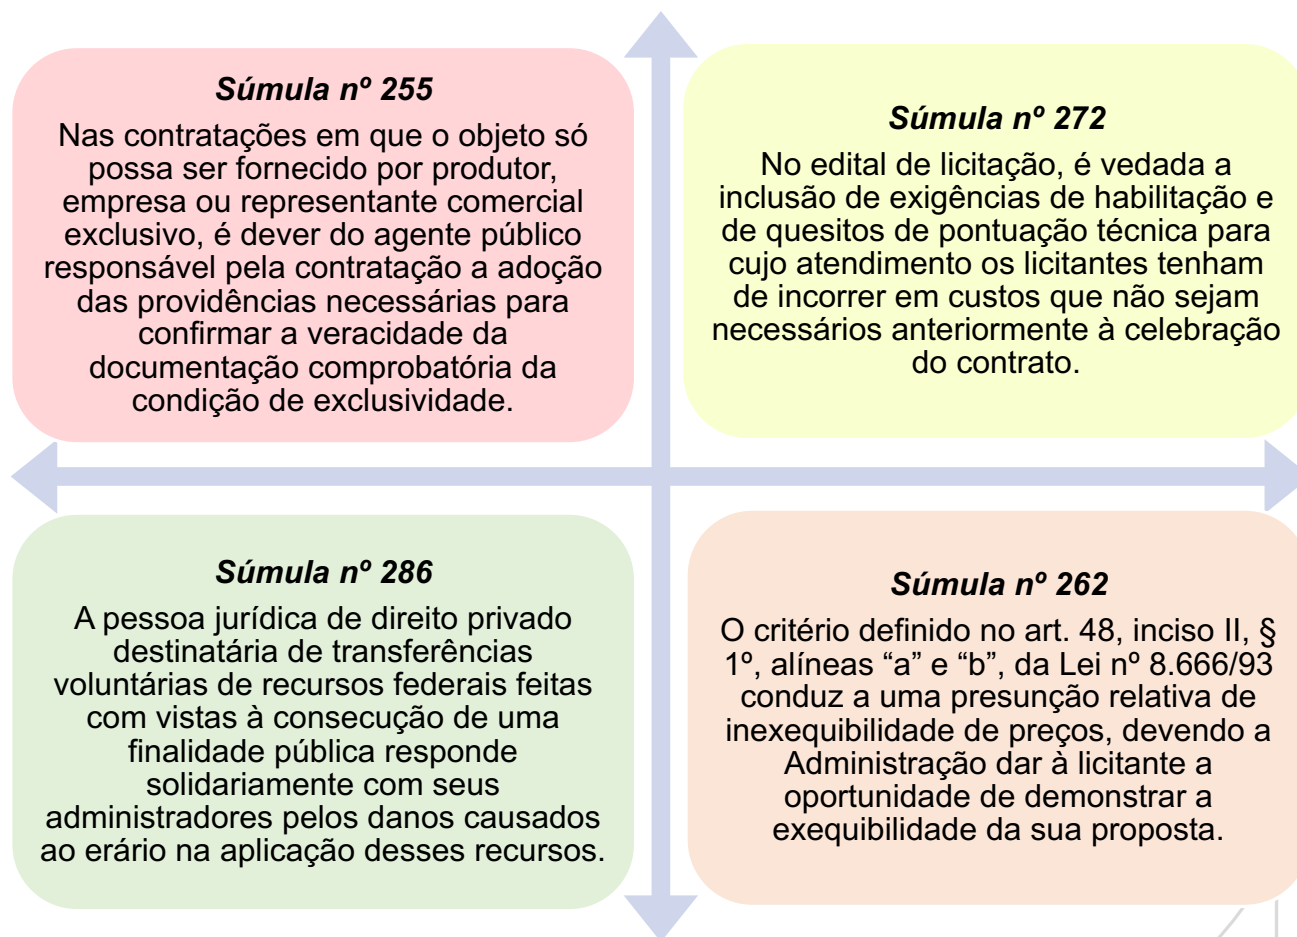 Súmula nº 255
Nas contratações em que o objeto só
possa ser fornecido por produtor,
empresa ou representante comercial
exclusivo, é dever do agente público
responsável pela contratação a adoção
das providências necessárias para
confirmar a veracidade da
documentação comprobatória da
condição de exclusividade.
Súmula nº 272
No edital de licitação, é vedada a
inclusão de exigências de habilitação e
de quesitos de pontuação técnica para
cujo atendimento os licitantes tenham
de incorrer em custos que não sejam
necessários anteriormente à celebração
do contrato.
Súmula nº 286
A pessoa jurídica de direito privado
destinatária de transferências
voluntárias de recursos federais feitas
com vistas à consecução de uma
finalidade pública responde
solidariamente com seus
administradores pelos danos causados
ao erário na aplicação desses recursos.
Súmula nº 262
O critério definido no art. 48, inciso II, §
1º, alíneas “a” e “b”, da Lei nº 8.666/93
conduz a uma presunção relativa de
inexequibilidade de preços, devendo a
Administração dar à licitante a
oportunidade de demonstrar a
exequibilidade da sua proposta.